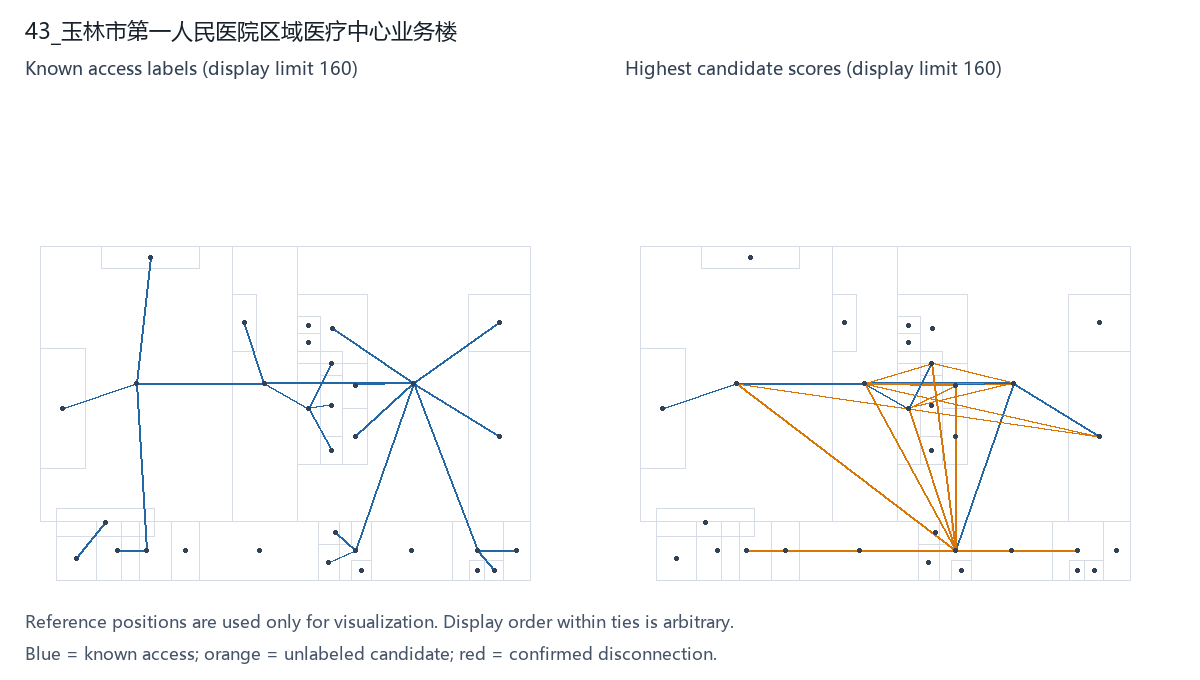 43_玉林市第一人民医院区域医疗中心业务楼
Known access labels (display limit 160)
Highest candidate scores (display limit 160)
Reference positions are used only for visualization. Display order within ties is arbitrary.
Blue = known access; orange = unlabeled candidate; red = confirmed disconnection.